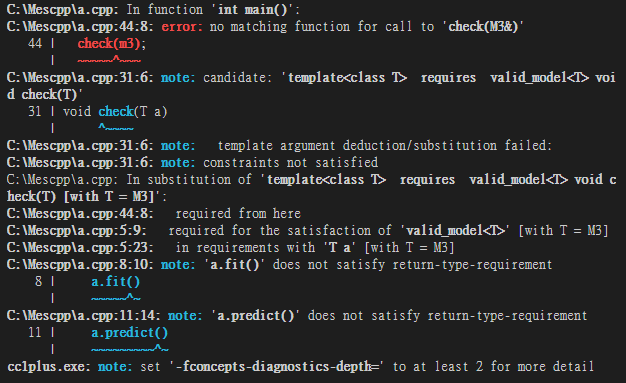 C:\Mescpp\a.cpp: In function 'int main()':
C:\Mescpp\a.cpp:44:8: error: no matching function for call to 'check(M3&)'
   44 |   check(m3);
      |   ~~~~~^~~~
C:\Mescpp\a.cpp:31:6: note: candidate: 'template<class T>  requires  valid_model<T> voi
d check(T)'
   31 | void check(T a)
      |      ^~~~~
C:\Mescpp\a.cpp:31:6: note:   template argument deduction/substitution failed:
C:\Mescpp\a.cpp:31:6: note: constraints not satisfied
C:\Mescpp\a.cpp: In substitution of 'template<class T>  requires  valid_model<T> void c
heck(T) [with T = M3]':
C:\Mescpp\a.cpp:44:8:   required from here
C:\Mescpp\a.cpp:5:9:   required for the satisfaction of 'valid_model<T>' [with T = M3]
C:\Mescpp\a.cpp:5:23:   in requirements with 'T a' [with T = M3]
C:\Mescpp\a.cpp:8:10: note: 'a.fit()' does not satisfy return-type-requirement
    8 |     a.fit()
      |     ~~~~~^~
C:\Mescpp\a.cpp:11:14: note: 'a.predict()' does not satisfy return-type-requirement
   11 |     a.predict()
      |     ~~~~~~~~~^~
cc1plus.exe: note: set '-fconcepts-diagnostics-depth=' to at least 2 for more detail